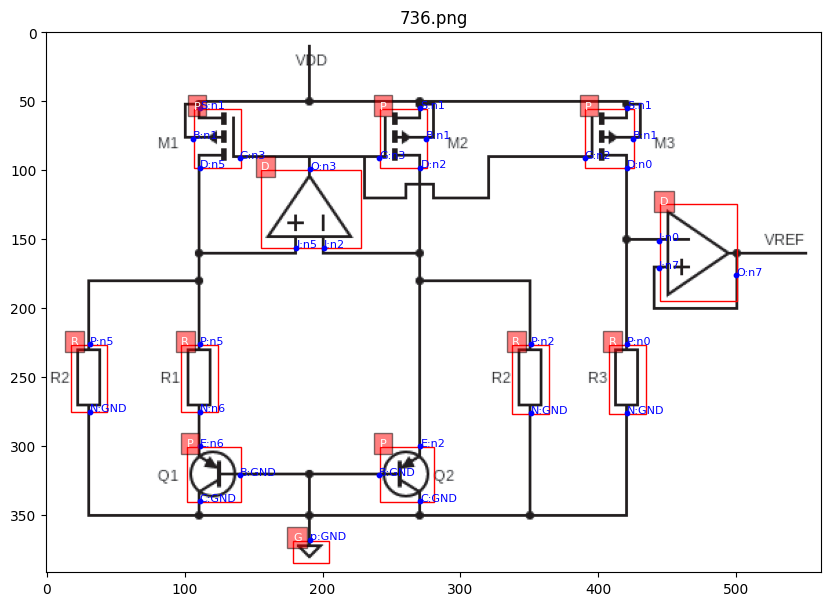 736.png
VDD
P S:n1 P S:n1 P S:n1
M1 B:n1 B:n1 M2 B:n1 M3
G:n3 D G:n3 G:n2
D:n5 O:n3 D:n2 D:n0
D
I:n5 I:n2 I:n0 VREF
I:n7 O:n7
R P:n5 R P:n5 R P:n2 R P:n0
R2 R1 R2 R3
N:GND N:n6 N:GND N:GND
P E:n6 P E:n2
Q1 B:GND B:GND Q2
C:GND C:GND
G p:GND
0
50
100
150
200
250
300
350
0 100 200 300 400 500